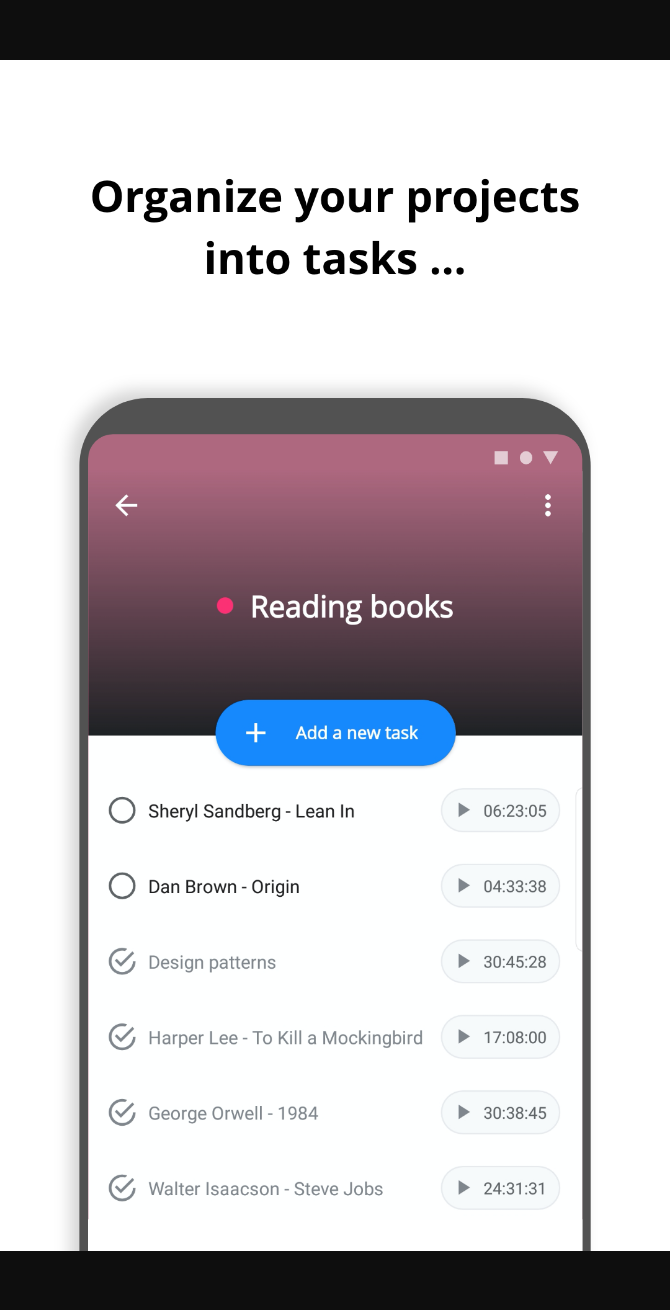 Organize your projects
into tasks ...
Reading books
Add a new task
Sheryl Sandberg - Lean In 06:23:05
Dan Brown - Origin 04:33:38
Design patterns 30:45:28
Harper Lee - To Kill a Mockingbird 17:08:00
George Orwell - 1984 30:38:45
Walter Isaacson - Steve Jobs 24:31:31